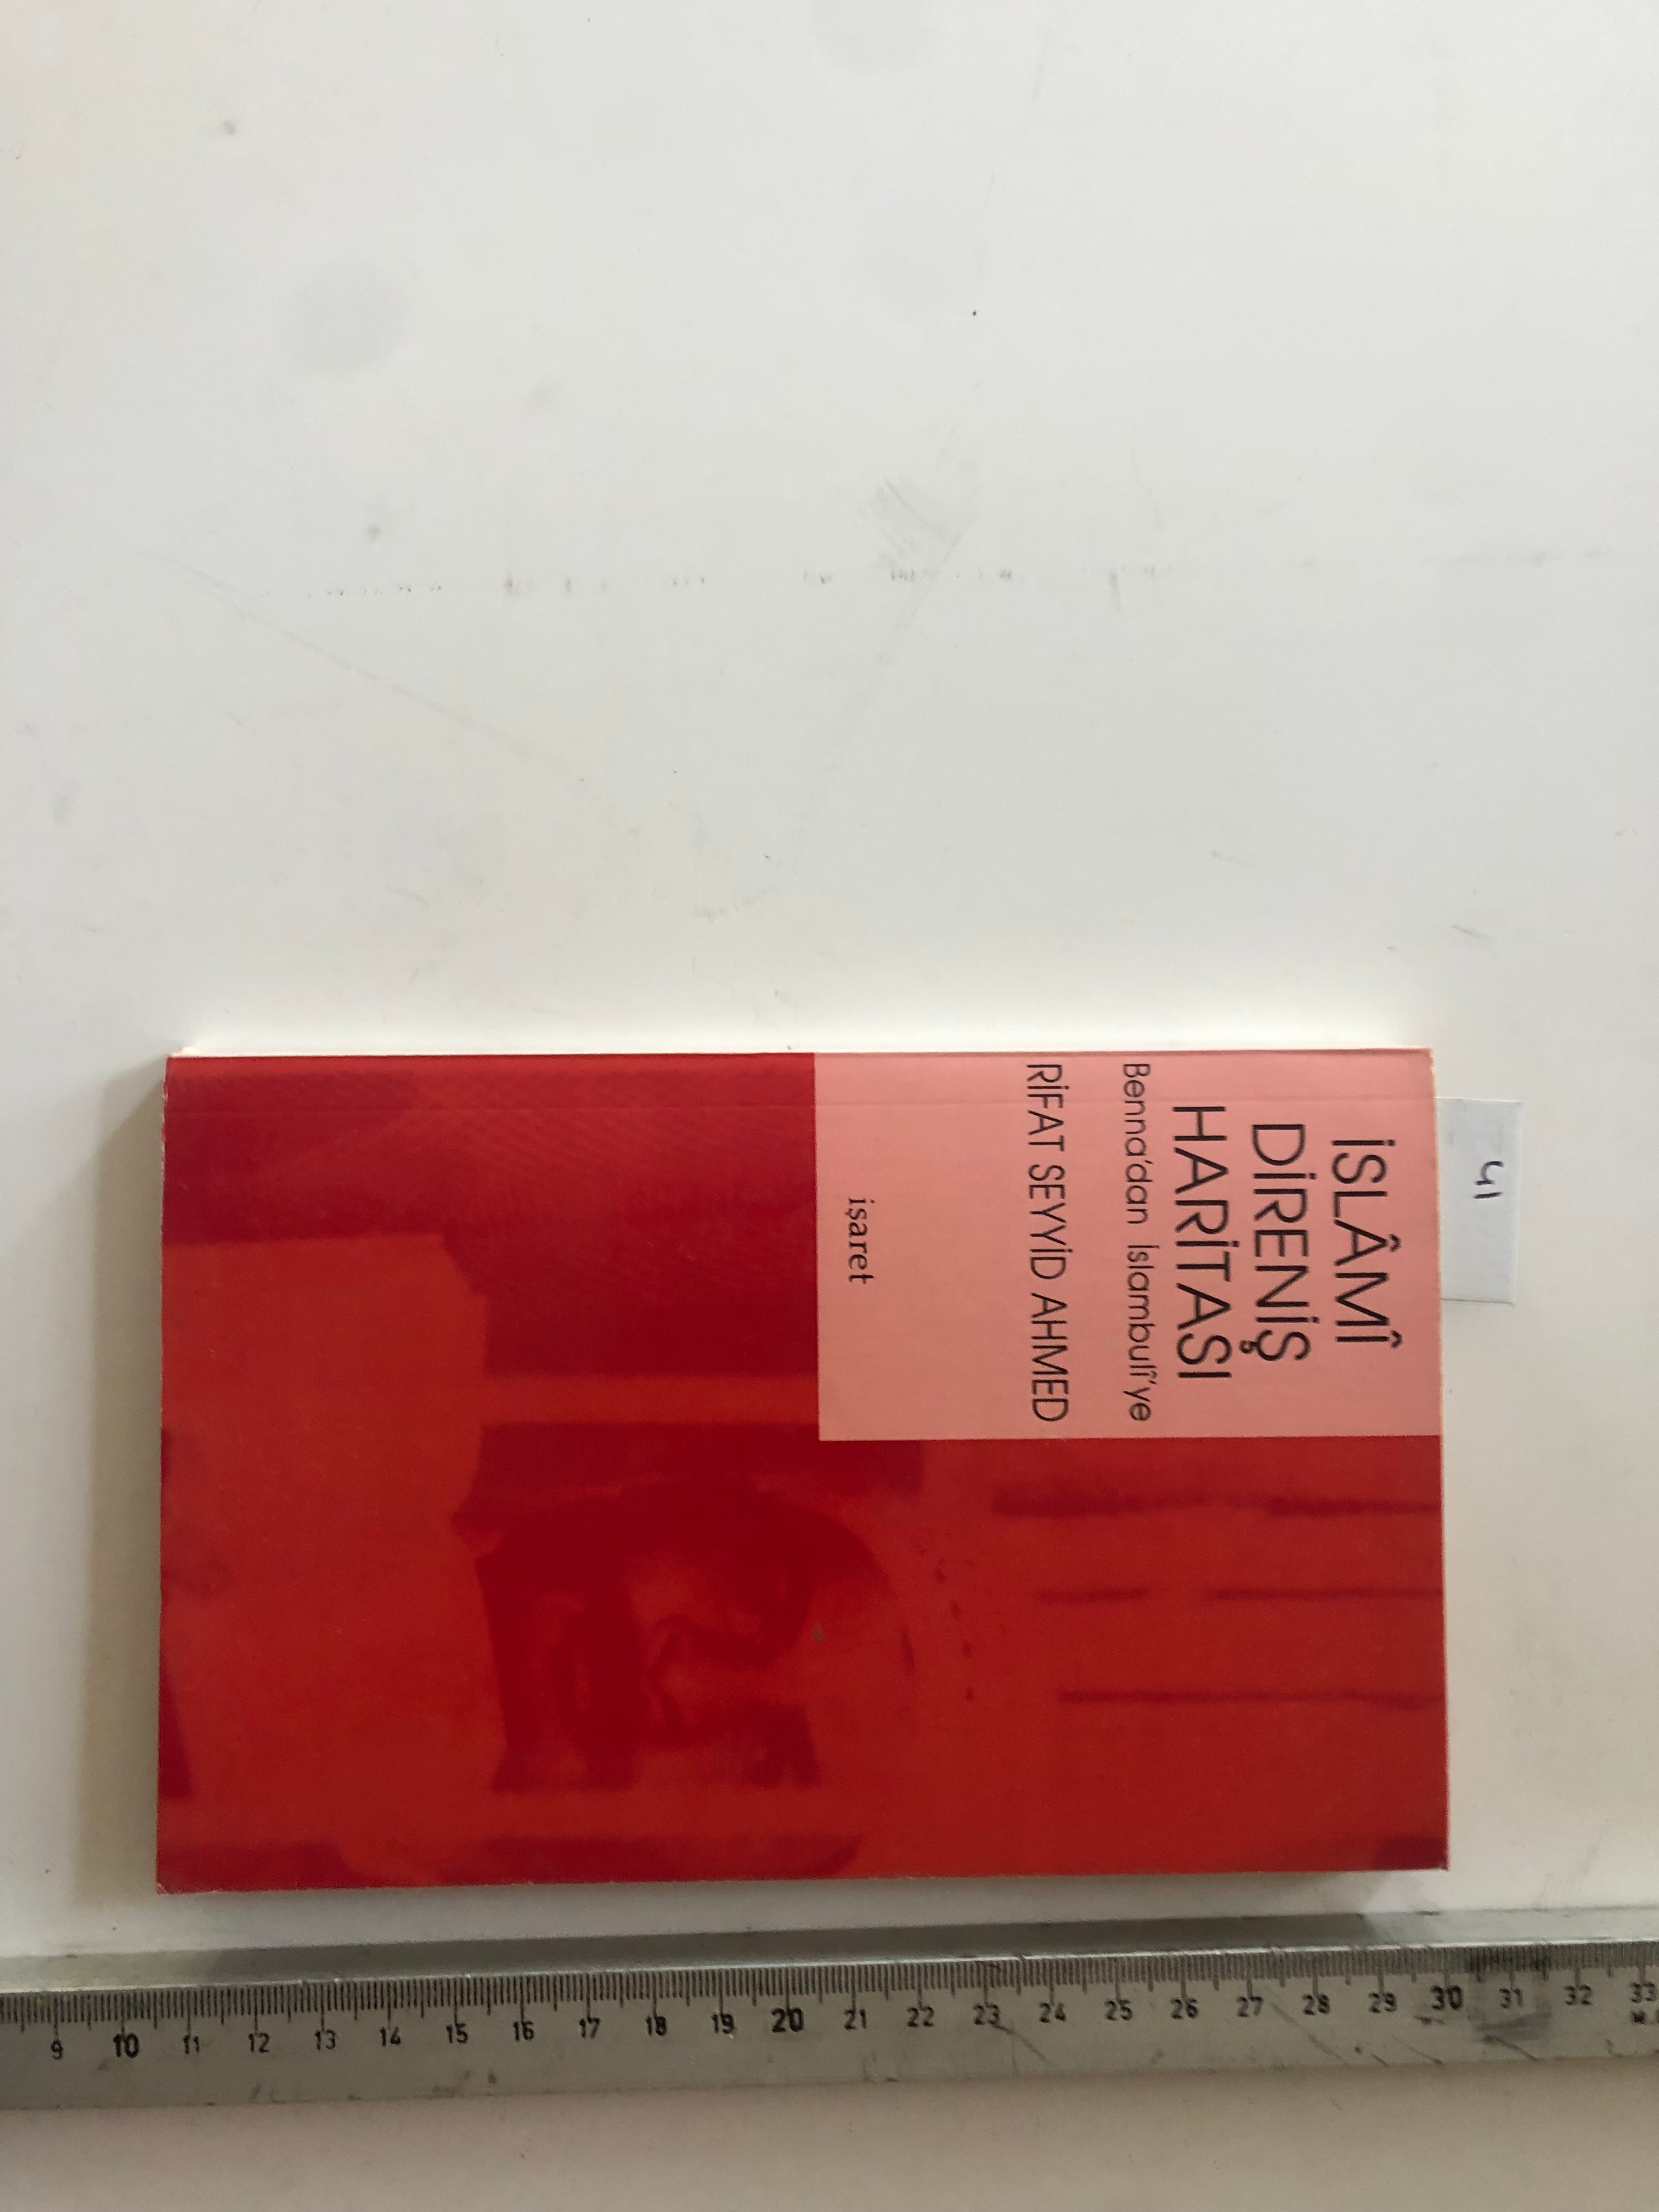 İSLÂMÎ
DİRENİŞ
HARİTASI
Benna'dan İslambulî'ye
RİFAT SEYYİD AHMED
işaret
41
9 10 11 12 13 14 15 16 17 18 19 20 21 22 23 24 25 26 27 28 29 30 31 32 33